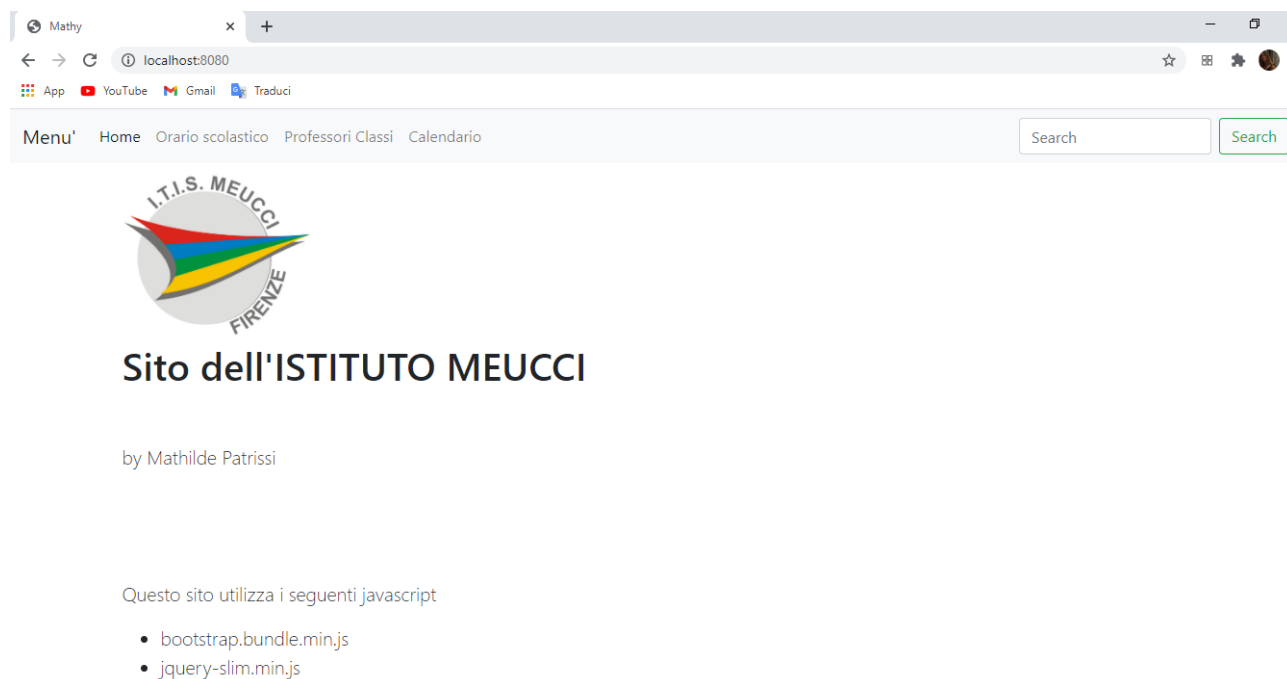 Mathy
localhost:8080
App YouTube Gmail Traduci
Menu' Home Orario scolastico Professori Classi Calendario Search Search
I.T.I.S. MEUCCI
FIRENZE
Sito dell'ISTITUTO MEUCCI
by Mathilde Patrissi
Questo sito utilizza i seguenti javascript
• bootstrap.bundle.min.js
• jquery-slim.min.js